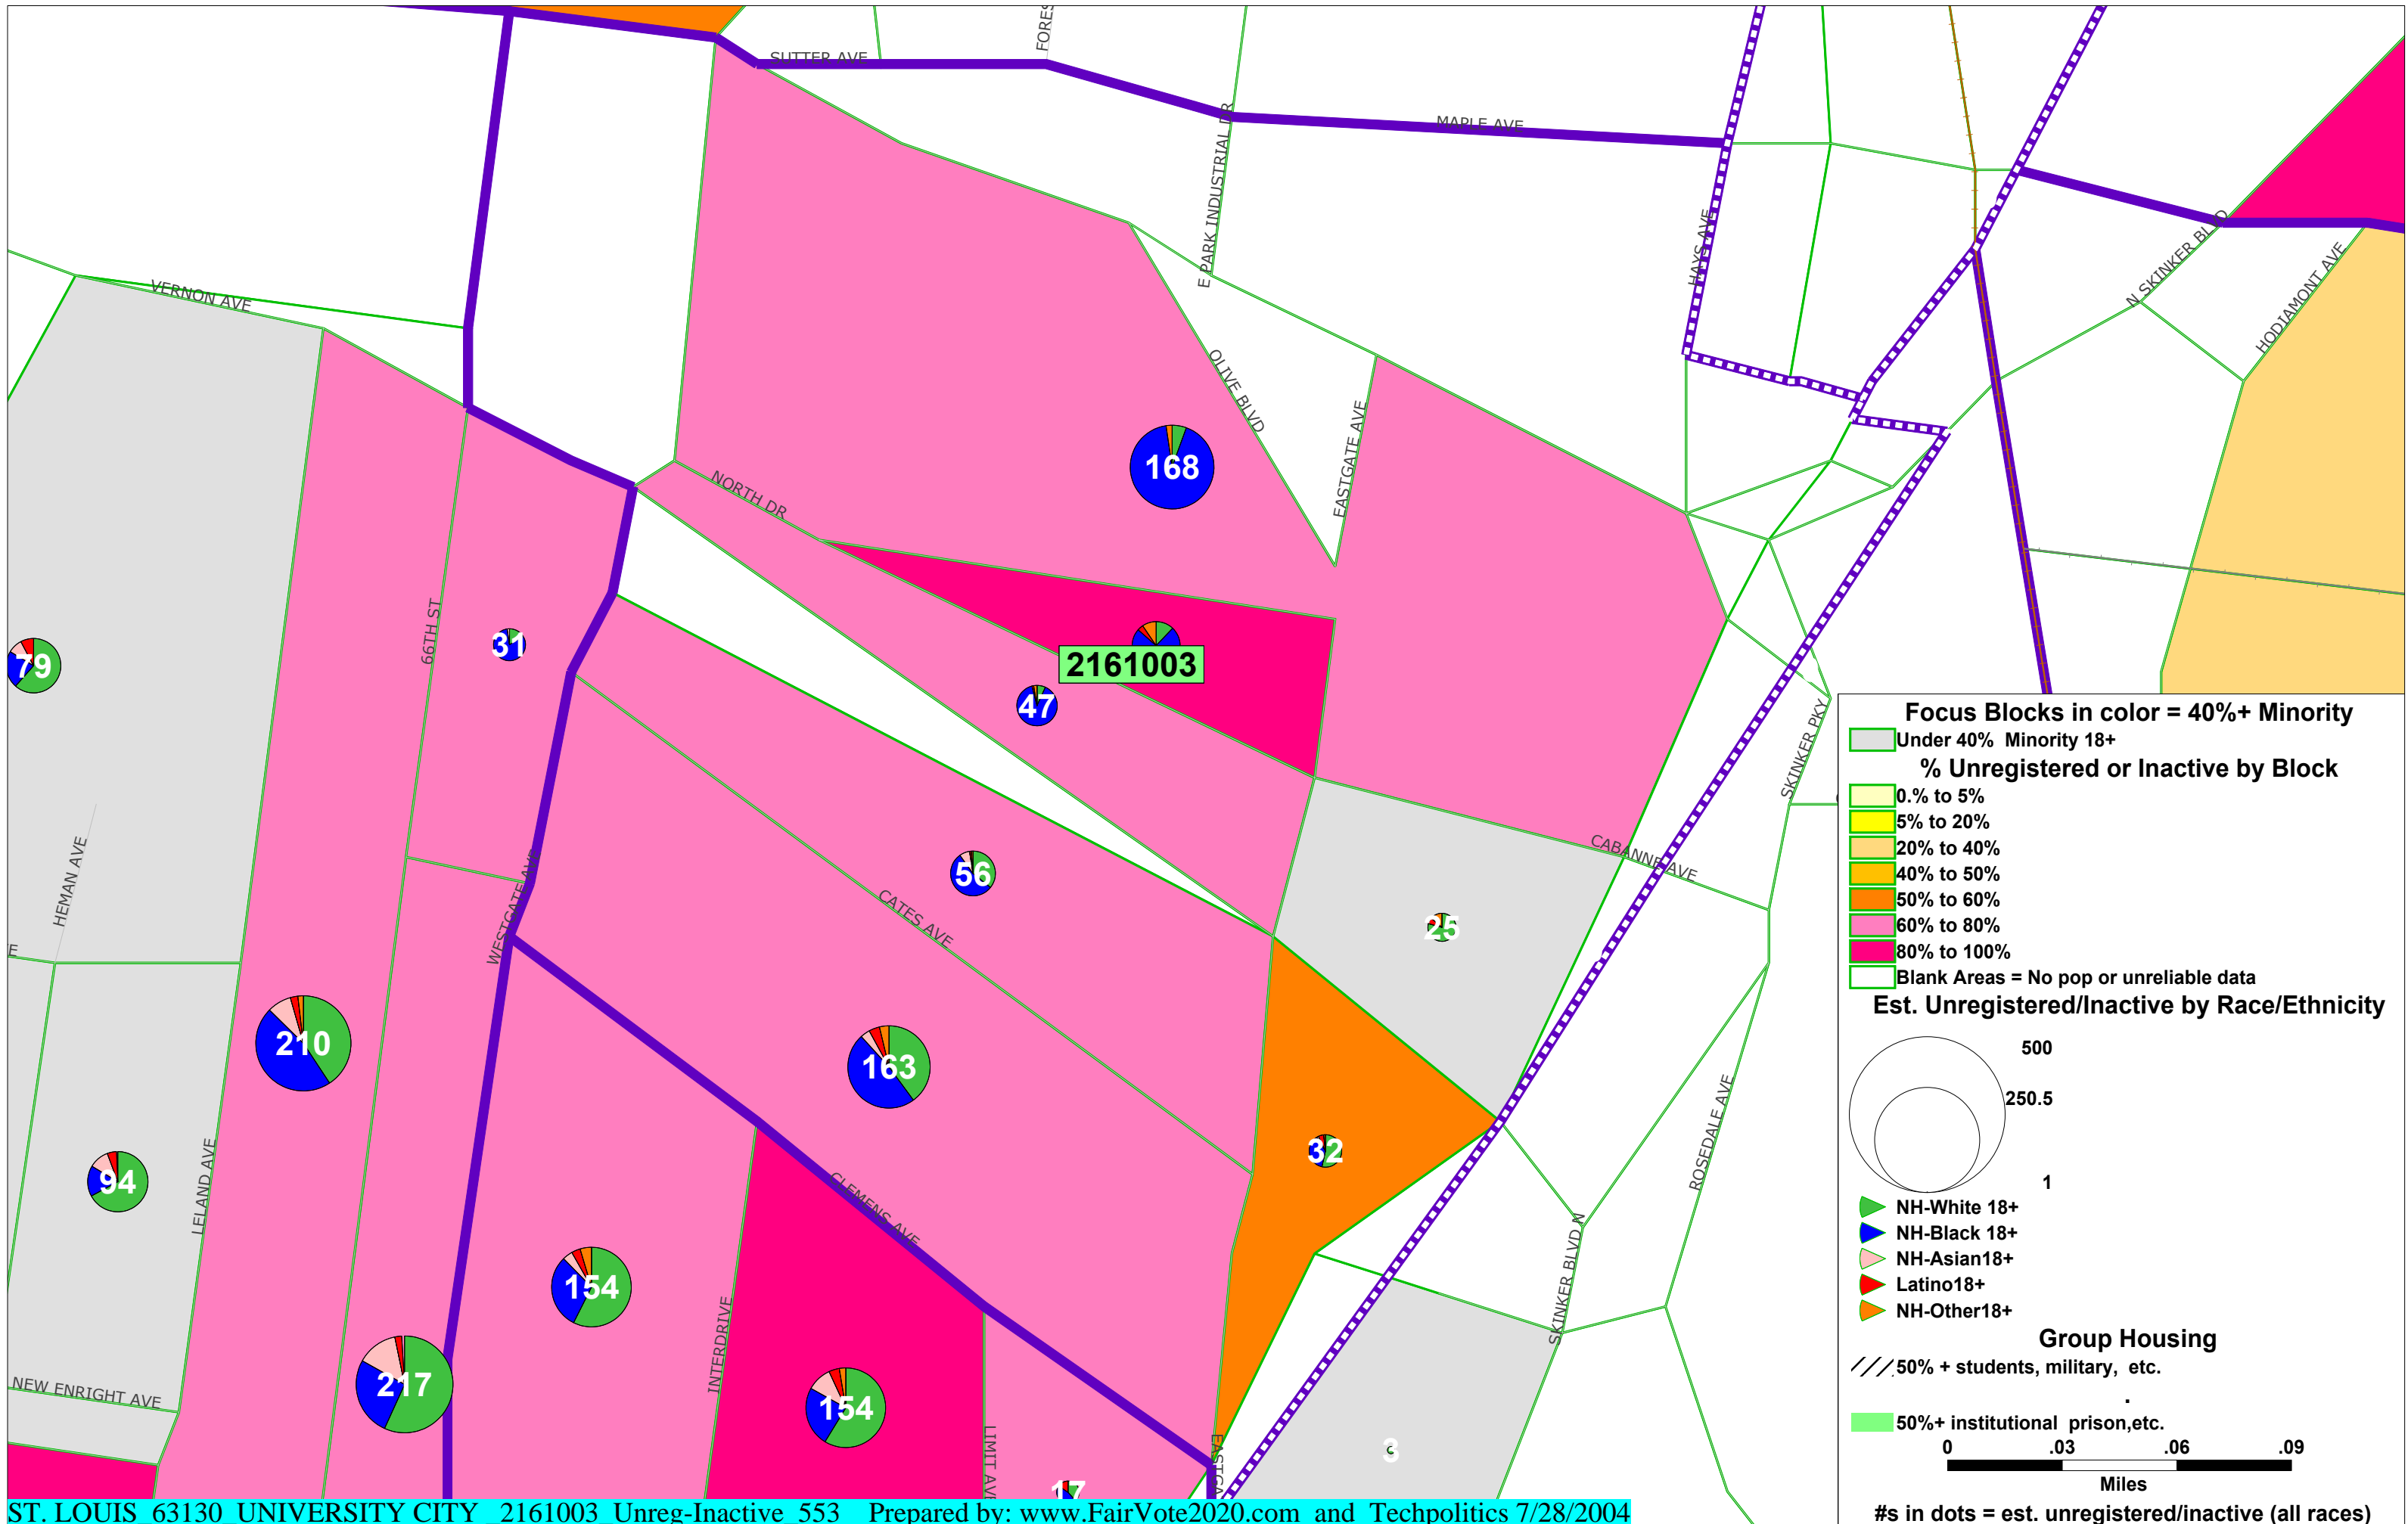 FORES
SUTTER AVE
MAPLE AVE
E PARK INDUSTRIAL DR
HAYS AVE
N SKINKER BLVD
HODIAMONT AVE
VERNON AVE
OLIVE BLVD
EASTGATE AVE
168
NORTH DR
66TH ST
31
79
2161003
47
SKINKER PKY
HEMAN AVE
WESTGATE AVE
56
CATES AVE
25
CABANNE AVE
E
210
163
94
LELAND AVE
CLEMENS AVE
32
ROSEDALE AVE
SKINKER BLVD N
154
INTERDRIVE
217
154
NEW ENRIGHT AVE
LIMIT AVE
EASTGA
3
17
Focus Blocks in color = 40%+ Minority
Under 40% Minority 18+
% Unregistered or Inactive by Block
0.% to 5%
5% to 20%
20% to 40%
40% to 50%
50% to 60%
60% to 80%
80% to 100%
Blank Areas = No pop or unreliable data
Est. Unregistered/Inactive by Race/Ethnicity
500
250.5
1
NH-White 18+
NH-Black 18+
NH-Asian18+
Latino18+
NH-Other18+
Group Housing
50% + students, military, etc.
.
50%+ institutional prison,etc.
0 .03 .06 .09
Miles
#s in dots = est. unregistered/inactive (all races)
ST. LOUIS 63130 UNIVERSITY CITY 2161003 Unreg-Inactive 553 Prepared by: www.FairVote2020.com and Techpolitics 7/28/2004